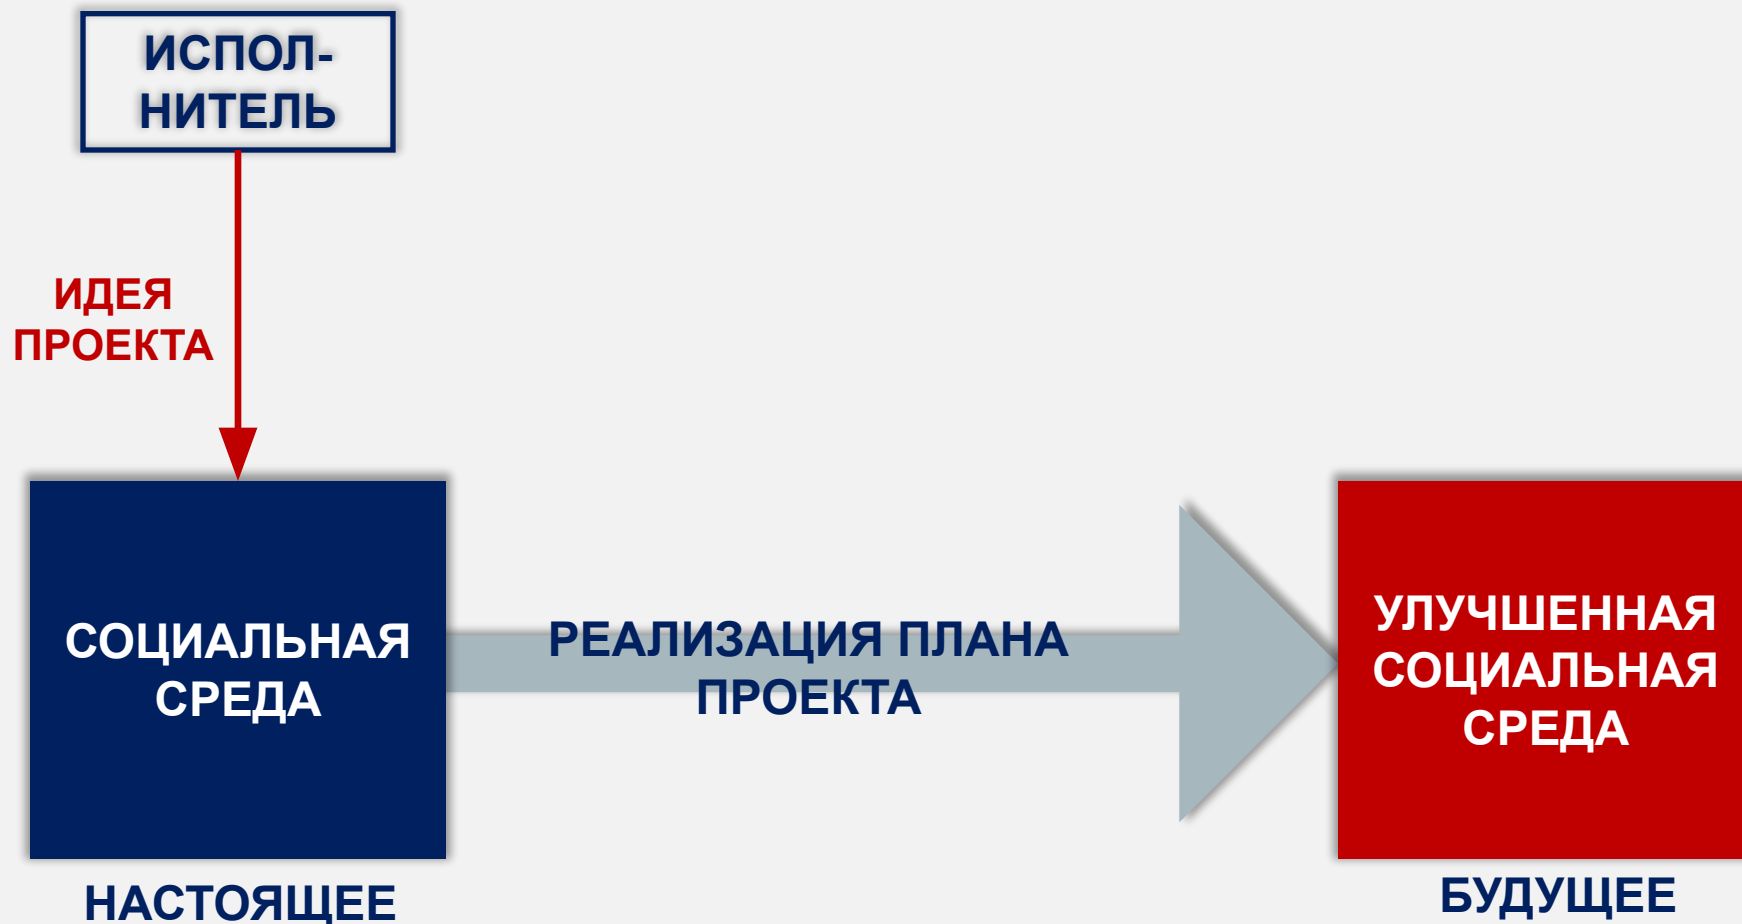 ИСПОЛ-
НИТЕЛЬ
ИДЕЯ
ПРОЕКТА
СОЦИАЛЬНАЯ
СРЕДА
РЕАЛИЗАЦИЯ ПЛАНА
ПРОЕКТА
УЛУЧШЕННАЯ
СОЦИАЛЬНАЯ
СРЕДА
НАСТОЯЩЕЕ
БУДУЩЕЕ